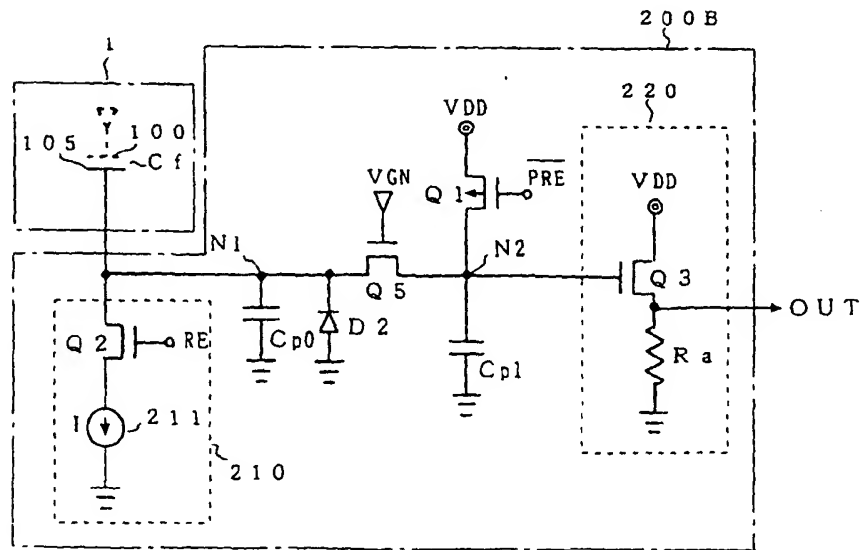 200B
1
220
VDD
100
105
Cf
VGN
PRE
VDD
Q1
N1
N2
Q3
Q5
OUT
Q2
RE
Cp0
D2
Cp1
Ra
I
211
210